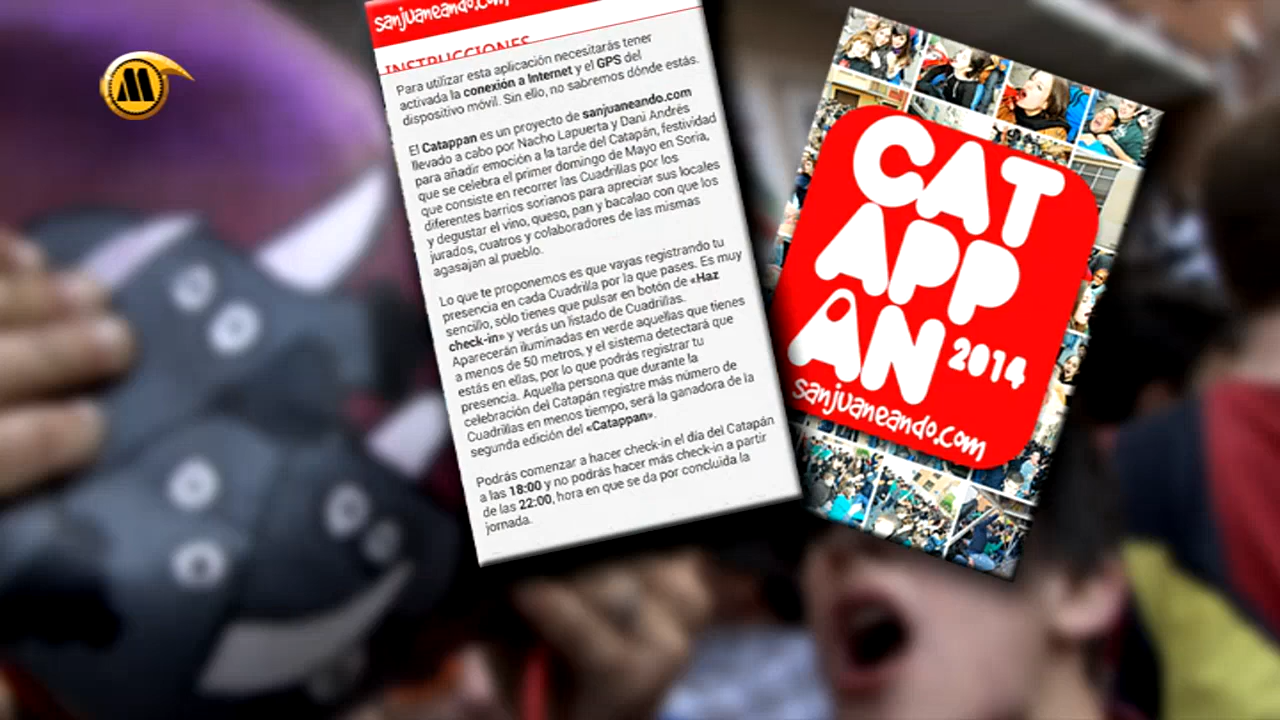 M
sanjuaneando.com
INSTRUCCIONES
Para utilizar esta aplicación necesitarás tener
activada la conexión a Internet y el GPS del
dispositivo móvil. Sin ello, no sabremos dónde estás.
El Catappan es un proyecto de sanjuaneando.com
llevado a cabo por Nacho Lapuerta y Dani Andrés
para añadir emoción a la tarde del Catapán, festividad
que se celebra el primer domingo de Mayo en Soria,
que consiste en recorrer las Cuadrillas por los
diferentes barrios sorianos para apreciar sus locales
y degustar el vino, queso, pan y bacalao con que los
jurados, cuatros y colaboradores de las mismas
agasajan al pueblo.
Lo que te proponemos es que vayas registrando tu
presencia en cada Cuadrilla por la que pases. Es muy
sencillo, sólo tienes que pulsar en botón de «Haz
check-in» y verás un listado de Cuadrillas.
Aparecerán iluminadas en verde aquellas que tienes
a menos de 50 metros, y el sistema detectará que
estás en ellas, por lo que podrás registrar tu
presencia. Aquella persona que durante la
celebración del Catapán registre más número de
Cuadrillas en menos tiempo, será la ganadora de la
segunda edición del «Catappan».
Podrás comenzar a hacer check-in el día del Catapán
a las 18:00 y no podrás hacer más check-in a partir
de las 22:00, hora en que se da por concluida la
jornada.
CAT
APP
AN 2014
sanjuaneando.com